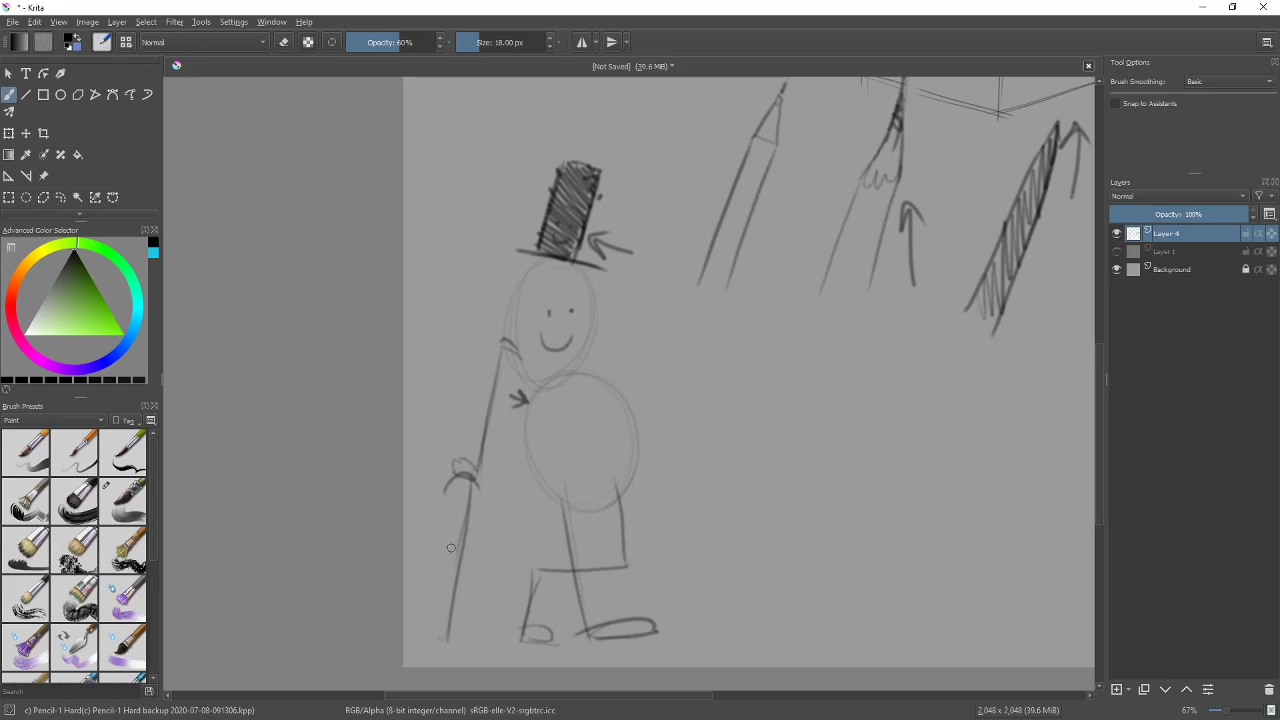 - Krita
File Edit View Image Layer Select Filter Tools Settings Window Help
Normal Opacity: 60% Size: 18.00 px
[Not Saved] (39.6 MiB) *
Tool Options
Brush Smoothing: Basic
Snap to Assistants
Layers
Normal
Opacity: 100%
Layer 4
Layer 1
Background
Advanced Color Selector
Brush Presets
Paint Tag
Search
c) Pencil-1 Hard(c) Pencil-1 Hard backup 2020-07-08-091306.kpp) RGB/Alpha (8-bit integer/channel) sRGB-elle-V2-srgbtrc.icc 2,048 x 2,048 (39.6 MiB) 67%